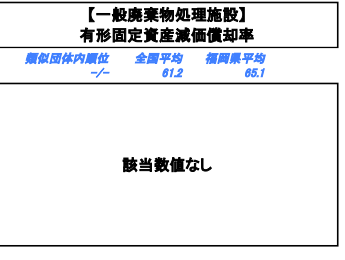 【一般廃棄物処理施設】
有形固定資産減価償却率
類似団体内順位 全国平均 福岡県平均
-/- 61.2 65.1
該当数値なし